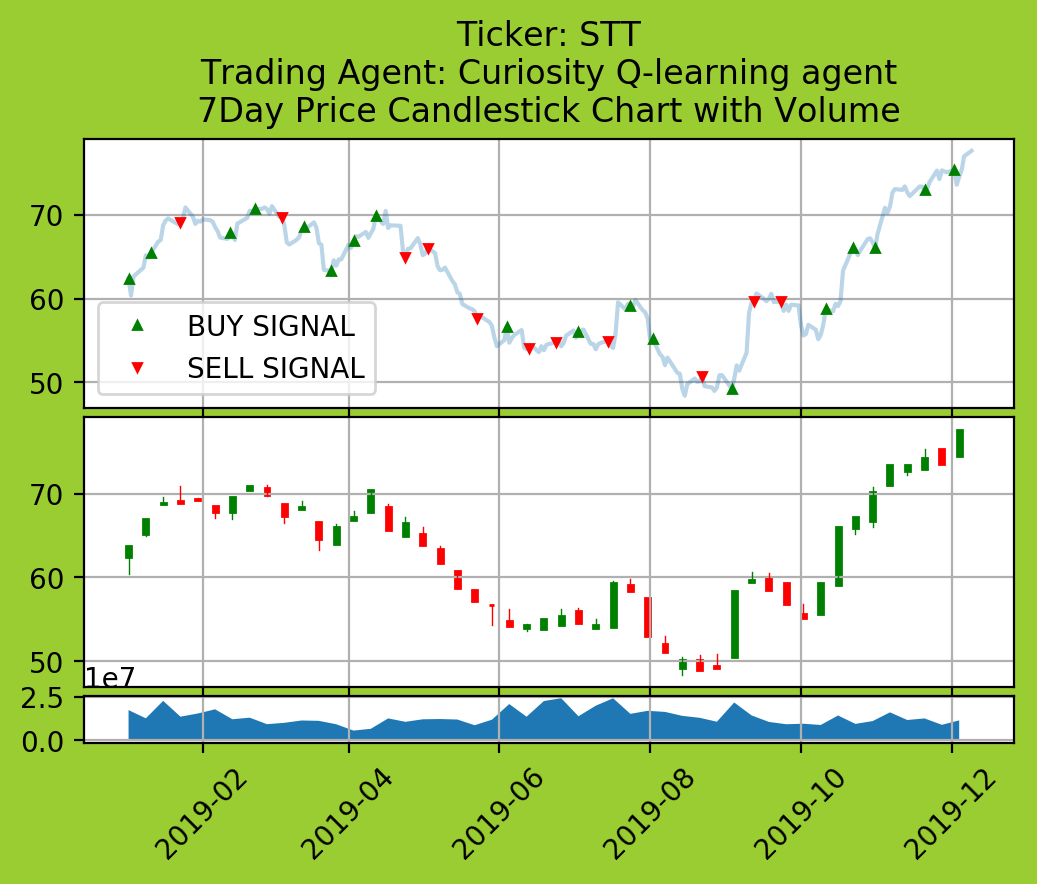 Ticker: STT
Trading Agent: Curiosity Q-learning agent
7Day Price Candlestick Chart with Volume
70
60
50
BUY SIGNAL
SELL SIGNAL
70
60
50
1e7
2.5
0.0
2019-02
2019-04
2019-06
2019-08
2019-10
2019-12